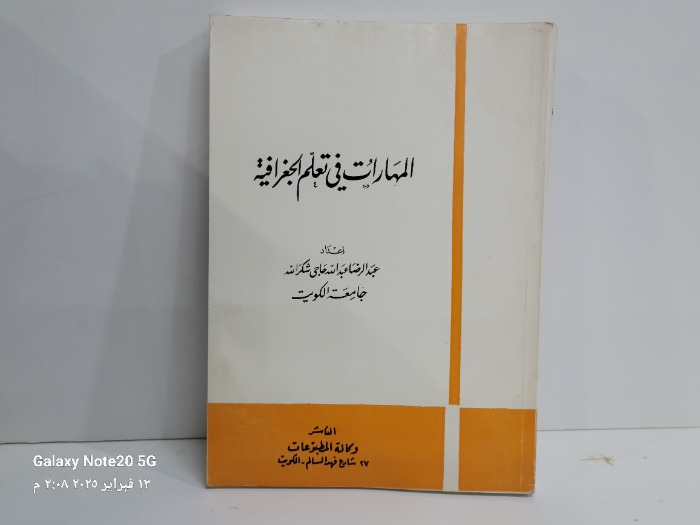 المهارات في تعلم الجغرافية
إعداد
عبد الرضا عبد الله حاجي شكر الله
جامعة الكويت
الناشر
وكالة المطبوعات
٢٧ شارع فهد السالم - الكويت
Galaxy Note20 5G
١٣ فبراير ٢٠٢٥ ٢:٠٨ م